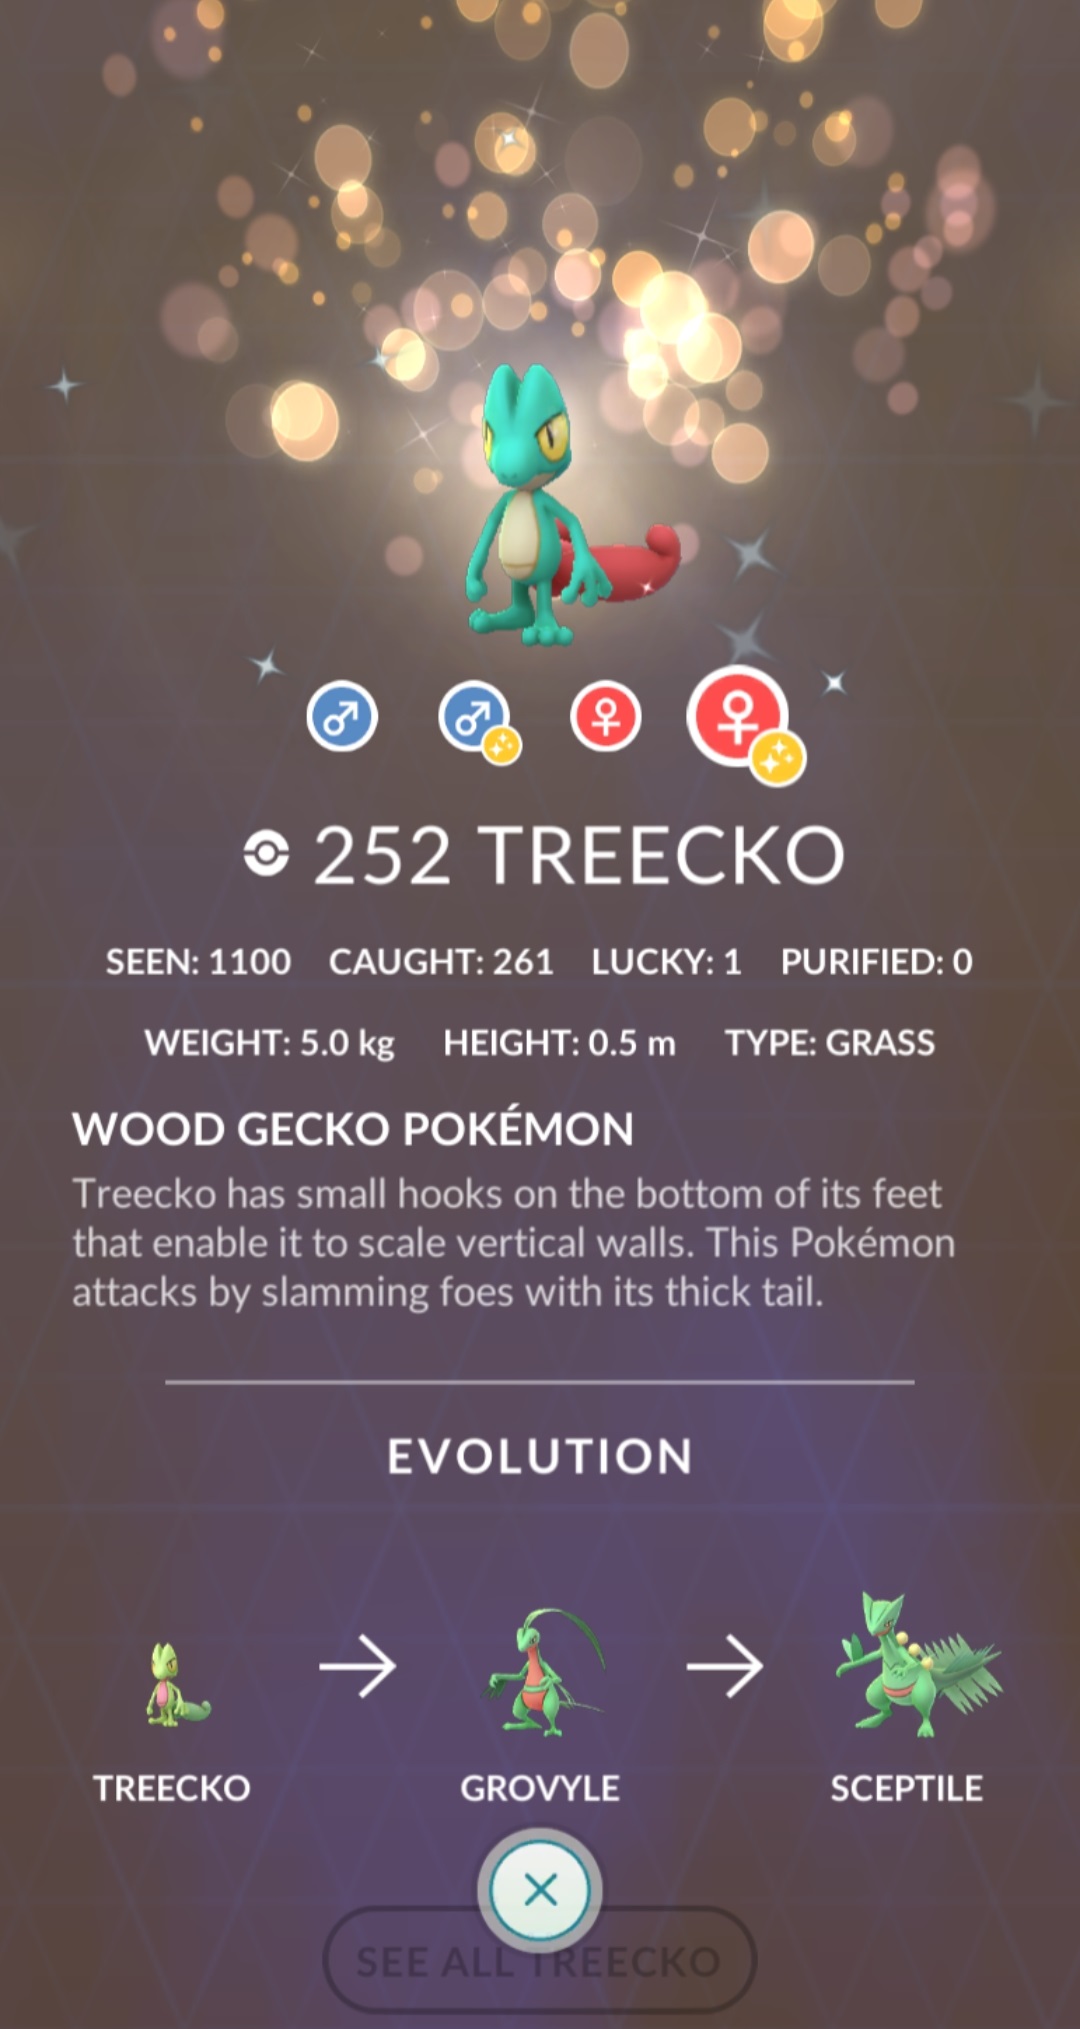 252 TREECKO
SEEN: 1100 CAUGHT: 261 LUCKY: 1 PURIFIED: 0
WEIGHT: 5.0 kg HEIGHT: 0.5 m TYPE: GRASS
WOOD GECKO POKÉMON
Treecko has small hooks on the bottom of its feet
that enable it to scale vertical walls. This Pokémon
attacks by slamming foes with its thick tail.
EVOLUTION
TREECKO GROVYLE SCEPTILE
SEE ALL TREECKO